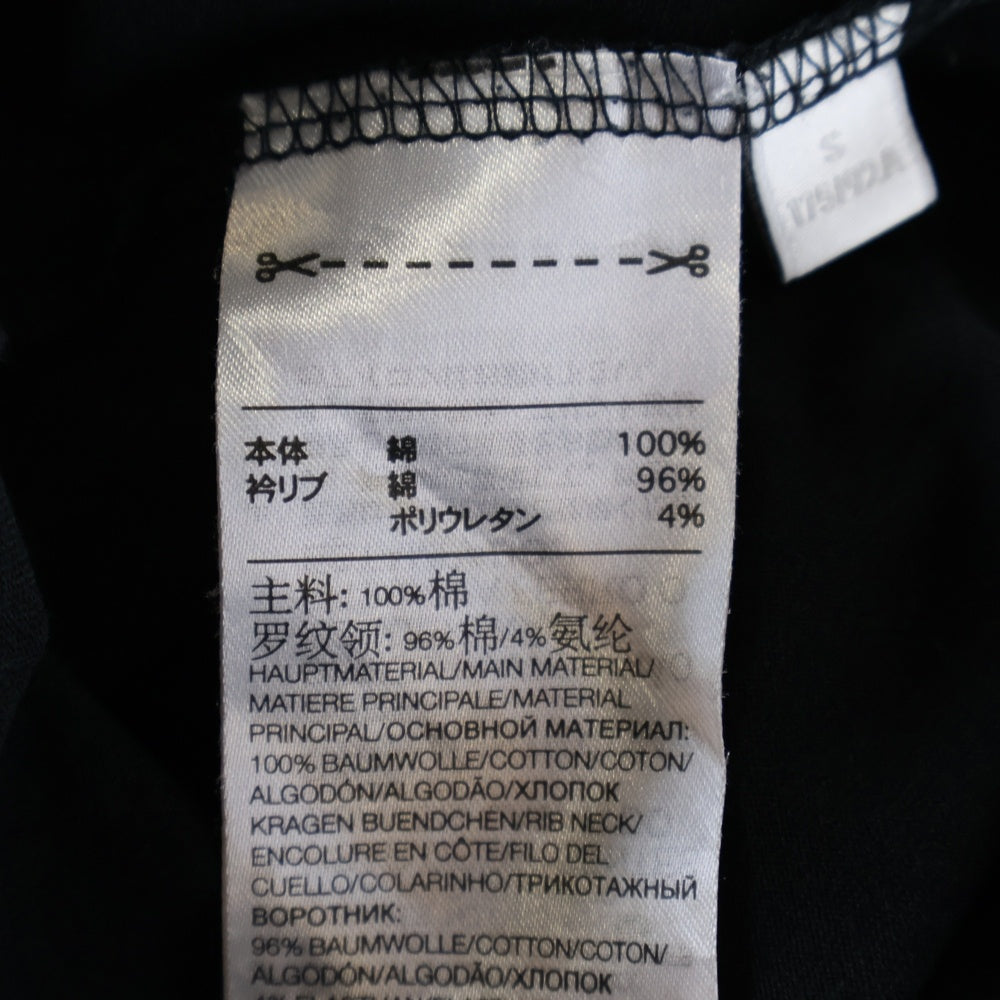 本体 綿 100%
衿リブ 綿 96%
ポリウレタン 4%
主料: 100%棉
罗纹领: 96%棉/4%氨纶
HAUPTMATERIAL/MAIN MATERIAL/
MATIERE PRINCIPALE/MATERIAL
PRINCIPAL/ОСНОВНОЙ МАТЕРИАЛ:
100% BAUMWOLLE/COTTON/COTON/
ALGODÓN/ALGODÃO/ХЛОПОК
KRAGEN BUENDCHEN/RIB NECK/
ENCOLURE EN CÔTE/FILO DEL
CUELLO/COLARINHO/ТРИКОТАЖНЫЙ
ВОРОТНИК:
96% BAUMWOLLE/COTTON/COTON/
ALGODÓN/ALGODÃO/ХЛОПОК